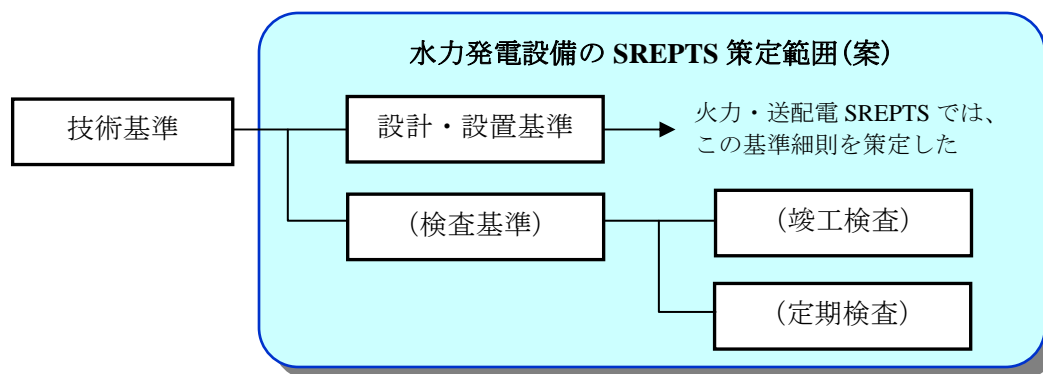 水力発電設備の SREPTS 策定範囲（案）
技術基準
設計・設置基準
火力・送配電 SREPTS では、
この基準細則を策定した
（検査基準）
（竣工検査）
（定期検査）